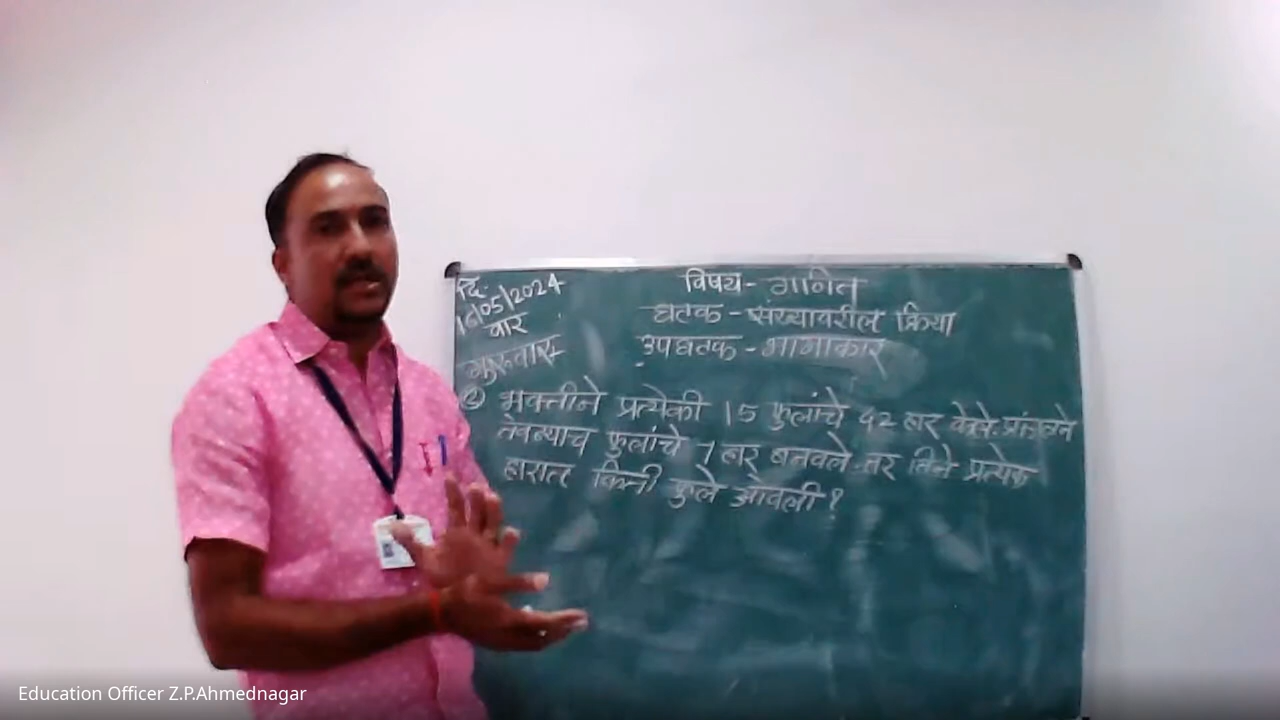 दि.
16/05/2024
वार
गुरुवार
विषय - गणित
घटक - संख्यावरील क्रिया
उपघटक - भागाकार
② भक्तीने प्रत्येकी 15 फुलांचे 42 हार केले. प्रांजलने
तेवढ्याच फुलांचे 7 हार बनवले. तर तिने प्रत्येक
हारात किती फुले ओवली?
Education Officer Z.P.Ahmednagar